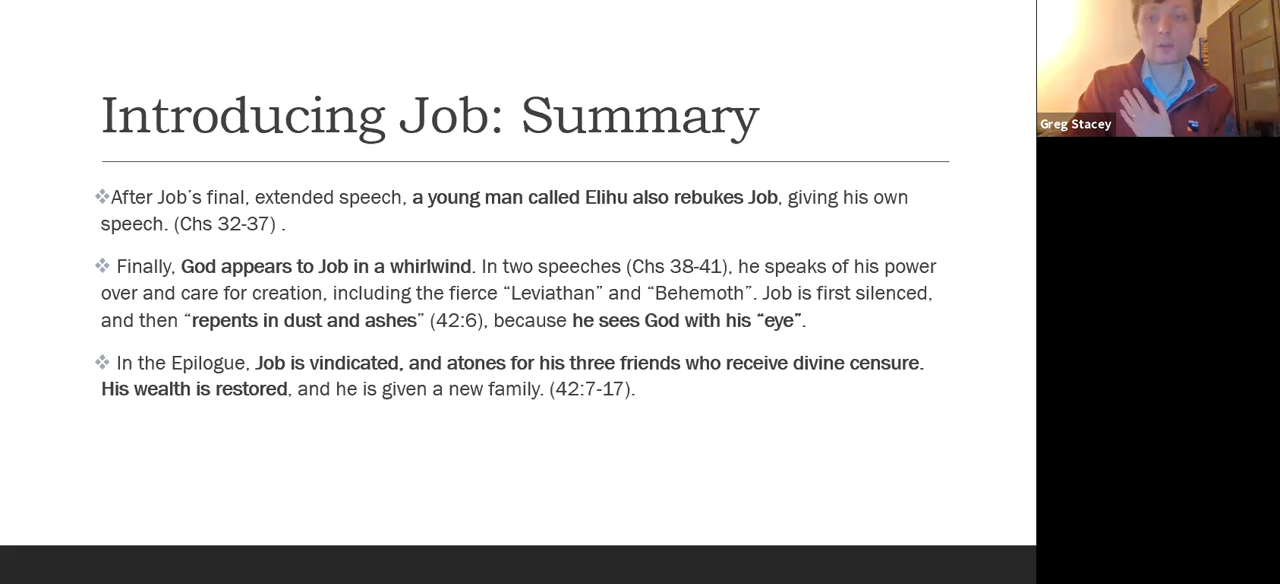 Introducing Job: Summary
❖After Job’s final, extended speech, a young man called Elihu also rebukes Job, giving his own
speech. (Chs 32-37) .
❖ Finally, God appears to Job in a whirlwind. In two speeches (Chs 38-41), he speaks of his power
over and care for creation, including the fierce “Leviathan” and “Behemoth”. Job is first silenced,
and then “repents in dust and ashes” (42:6), because he sees God with his “eye”.
❖ In the Epilogue, Job is vindicated, and atones for his three friends who receive divine censure.
His wealth is restored, and he is given a new family. (42:7-17).
Greg Stacey